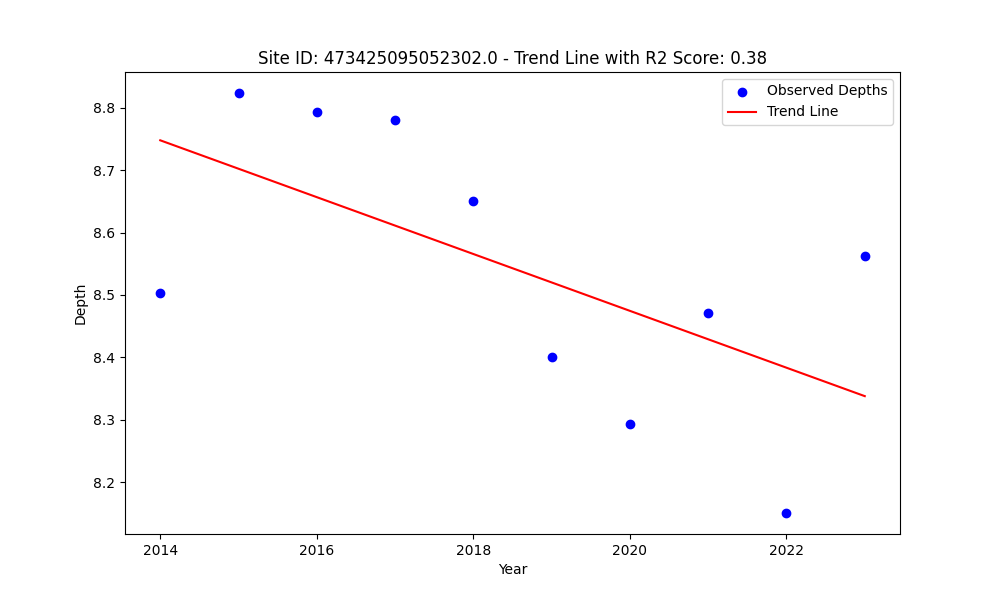 Site ID: 473425095052302.0 - Trend Line with R2 Score: 0.38
Observed Depths
Trend Line
Depth
8.8
8.7
8.6
8.5
8.4
8.3
8.2
2014
2016
2018
2020
2022
Year